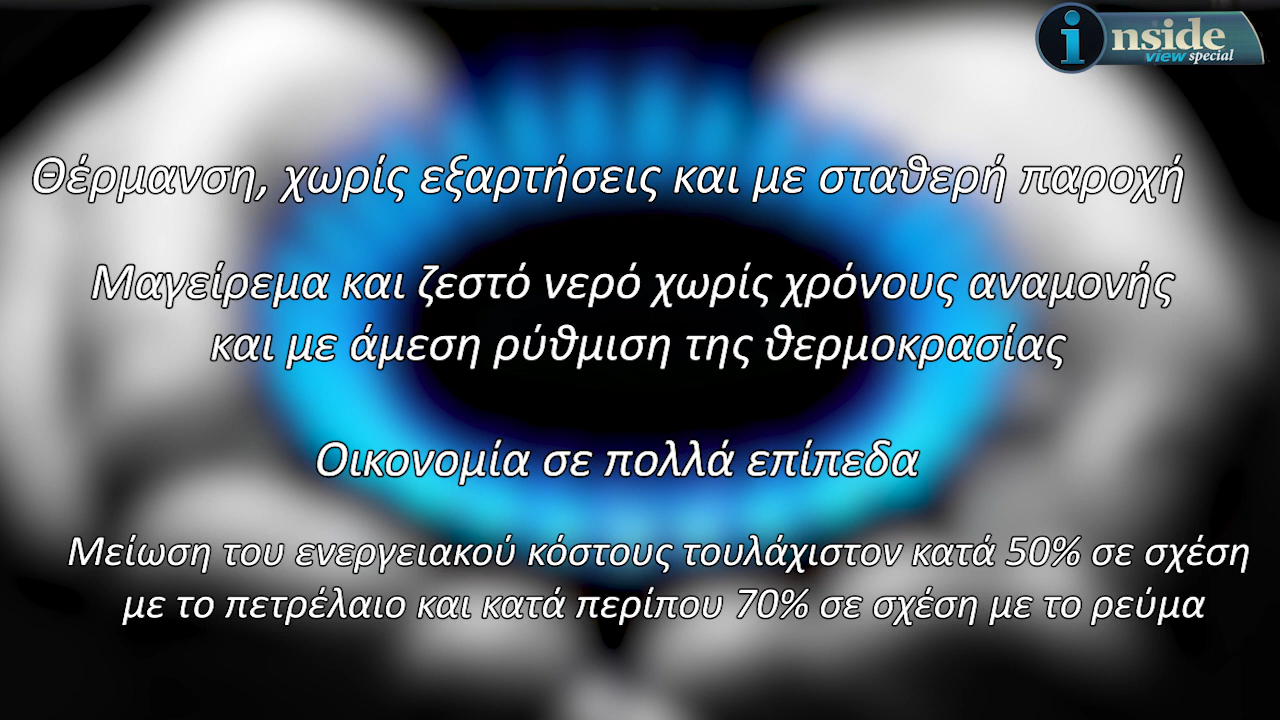 inside
view special
Θέρμανση, χωρίς εξαρτήσεις και με σταθερή παροχή
Μαγείρεμα και ζεστό νερό χωρίς χρόνους αναμονής
και με άμεση ρύθμιση της θερμοκρασίας
Οικονομία σε πολλά επίπεδα
Μείωση του ενεργειακού κόστους τουλάχιστον κατά 50% σε σχέση
με το πετρέλαιο και κατά περίπου 70% σε σχέση με το ρεύμα